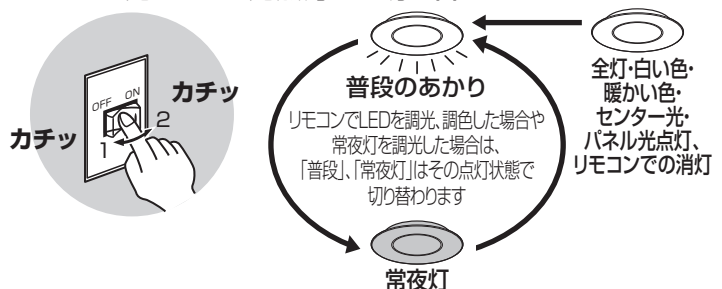 OFF ON
カチッ
カチッ
1
2
普段のあかり
リモコンでLEDを調光、調色した場合や
常夜灯を調光した場合は、
「普段」、「常夜灯」はその点灯状態で
切り替わります
常夜灯
全灯・白い色・
暖かい色・
センター光・
パネル光点灯、
リモコンでの消灯